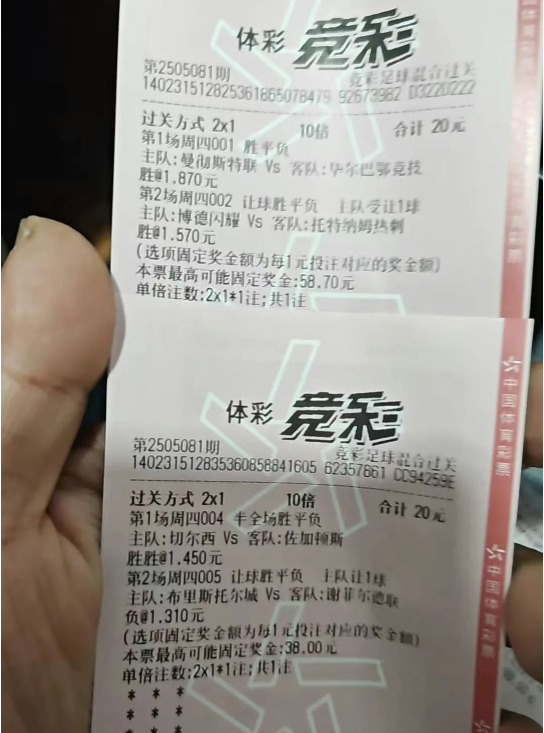 体彩 竞彩
第2505081期 竞彩足球混合过关
140231512825361865078479 92673982 D3220222
过关方式 2x1 10倍 合计 20元
第1场周四001 胜平负
主队:曼彻斯特联 Vs 客队:毕尔巴鄂竞技
胜@1.870元
第2场周四002 让球胜平负 主队受让1球
主队:博德闪耀 Vs 客队:托特纳姆热刺
胜@1.570元
(选项固定奖金额为每1元投注对应的奖金额)
本票最高可能固定奖金:58.70元
单倍注数:2x1*1注;共1注
体彩 竞彩
第2505081期 竞彩足球混合过关
140231512835360858841605 62357861 CC94259E
过关方式 2x1 10倍 合计 20元
第1场周四004 半全场胜平负
主队:切尔西 Vs 客队:佐加顿斯
胜胜@1.450元
第2场周四005 让球胜平负 主队让1球
主队:布里斯托尔城 Vs 客队:谢菲尔德联
负@1.310元
(选项固定奖金额为每1元投注对应的奖金额)
本票最高可能固定奖金:38.00元
单倍注数:2x1*1注;共1注
* * *
* * *
* * *
体育彩票
中国体育彩票
中国体育彩票